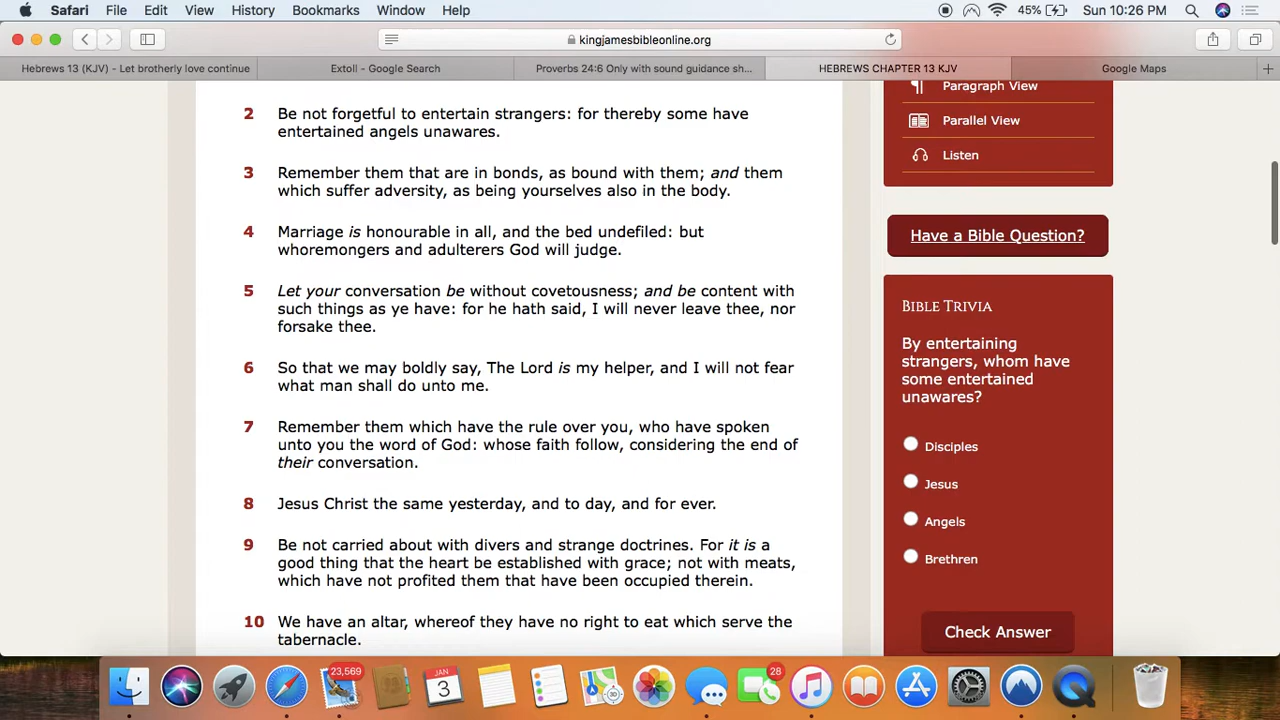 Safari File Edit View History Bookmarks Window Help 45% Sun 10:26 PM
kingjamesbibleonline.org
Hebrews 13 (KJV) - Let brotherly love continue
Extoll - Google Search
Proverbs 24:6 Only with sound guidance sh...
HEBREWS CHAPTER 13 KJV
Google Maps
2 Be not forgetful to entertain strangers: for thereby some have
entertained angels unawares.
3 Remember them that are in bonds, as bound with them; and them
which suffer adversity, as being yourselves also in the body.
4 Marriage is honourable in all, and the bed undefiled: but
whoremongers and adulterers God will judge.
5 Let your conversation be without covetousness; and be content with
such things as ye have: for he hath said, I will never leave thee, nor
forsake thee.
6 So that we may boldly say, The Lord is my helper, and I will not fear
what man shall do unto me.
7 Remember them which have the rule over you, who have spoken
unto you the word of God: whose faith follow, considering the end of
their conversation.
8 Jesus Christ the same yesterday, and to day, and for ever.
9 Be not carried about with divers and strange doctrines. For it is a
good thing that the heart be established with grace; not with meats,
which have not profited them that have been occupied therein.
10 We have an altar, whereof they have no right to eat which serve the
tabernacle.
Paragraph View
Parallel View
Listen
Have a Bible Question?
BIBLE TRIVIA
By entertaining
strangers, whom have
some entertained
unawares?
Disciples
Jesus
Angels
Brethren
Check Answer
23,569
JAN
3
28